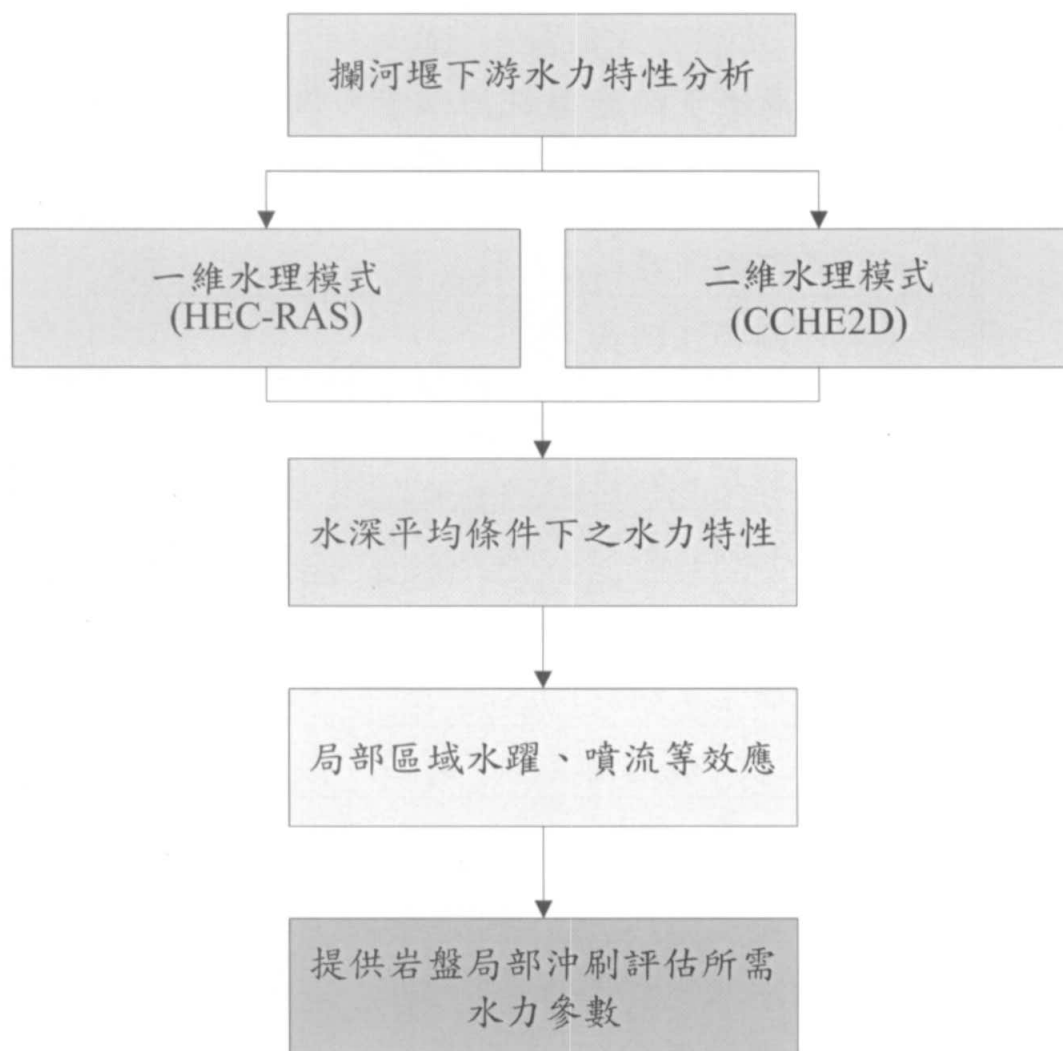 攔河堰下游水力特性分析
一維水理模式
(HEC-RAS)
二維水理模式
(CCHE2D)
水深平均條件下之水力特性
局部區域水躍、噴流等效應
提供岩盤局部沖刷評估所需
水力參數